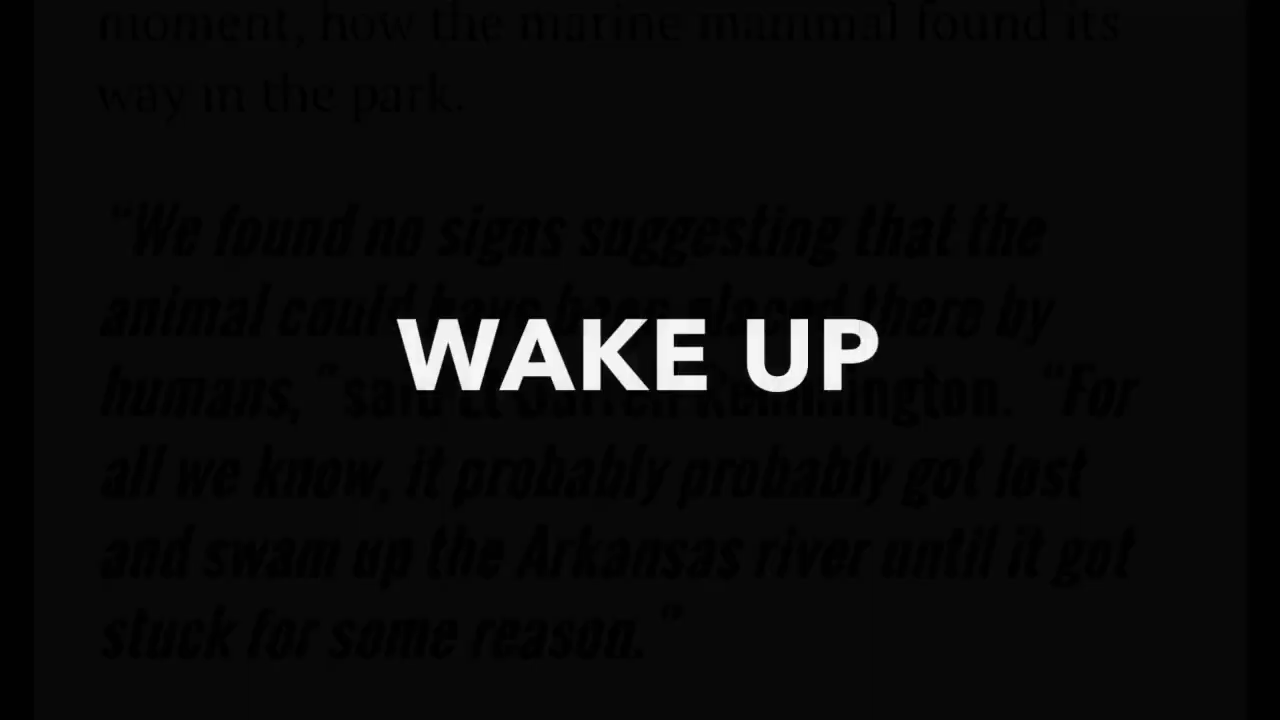 moment, how the marine mammal found its
way in the park.
"We found no signs suggesting that the
animal could have been placed there by
WAKE UP
humans," said Lt Darren Remmington. "For
all we know, it probably probably got lost
and swam up the Arkansas river until it got
stuck for some reason."